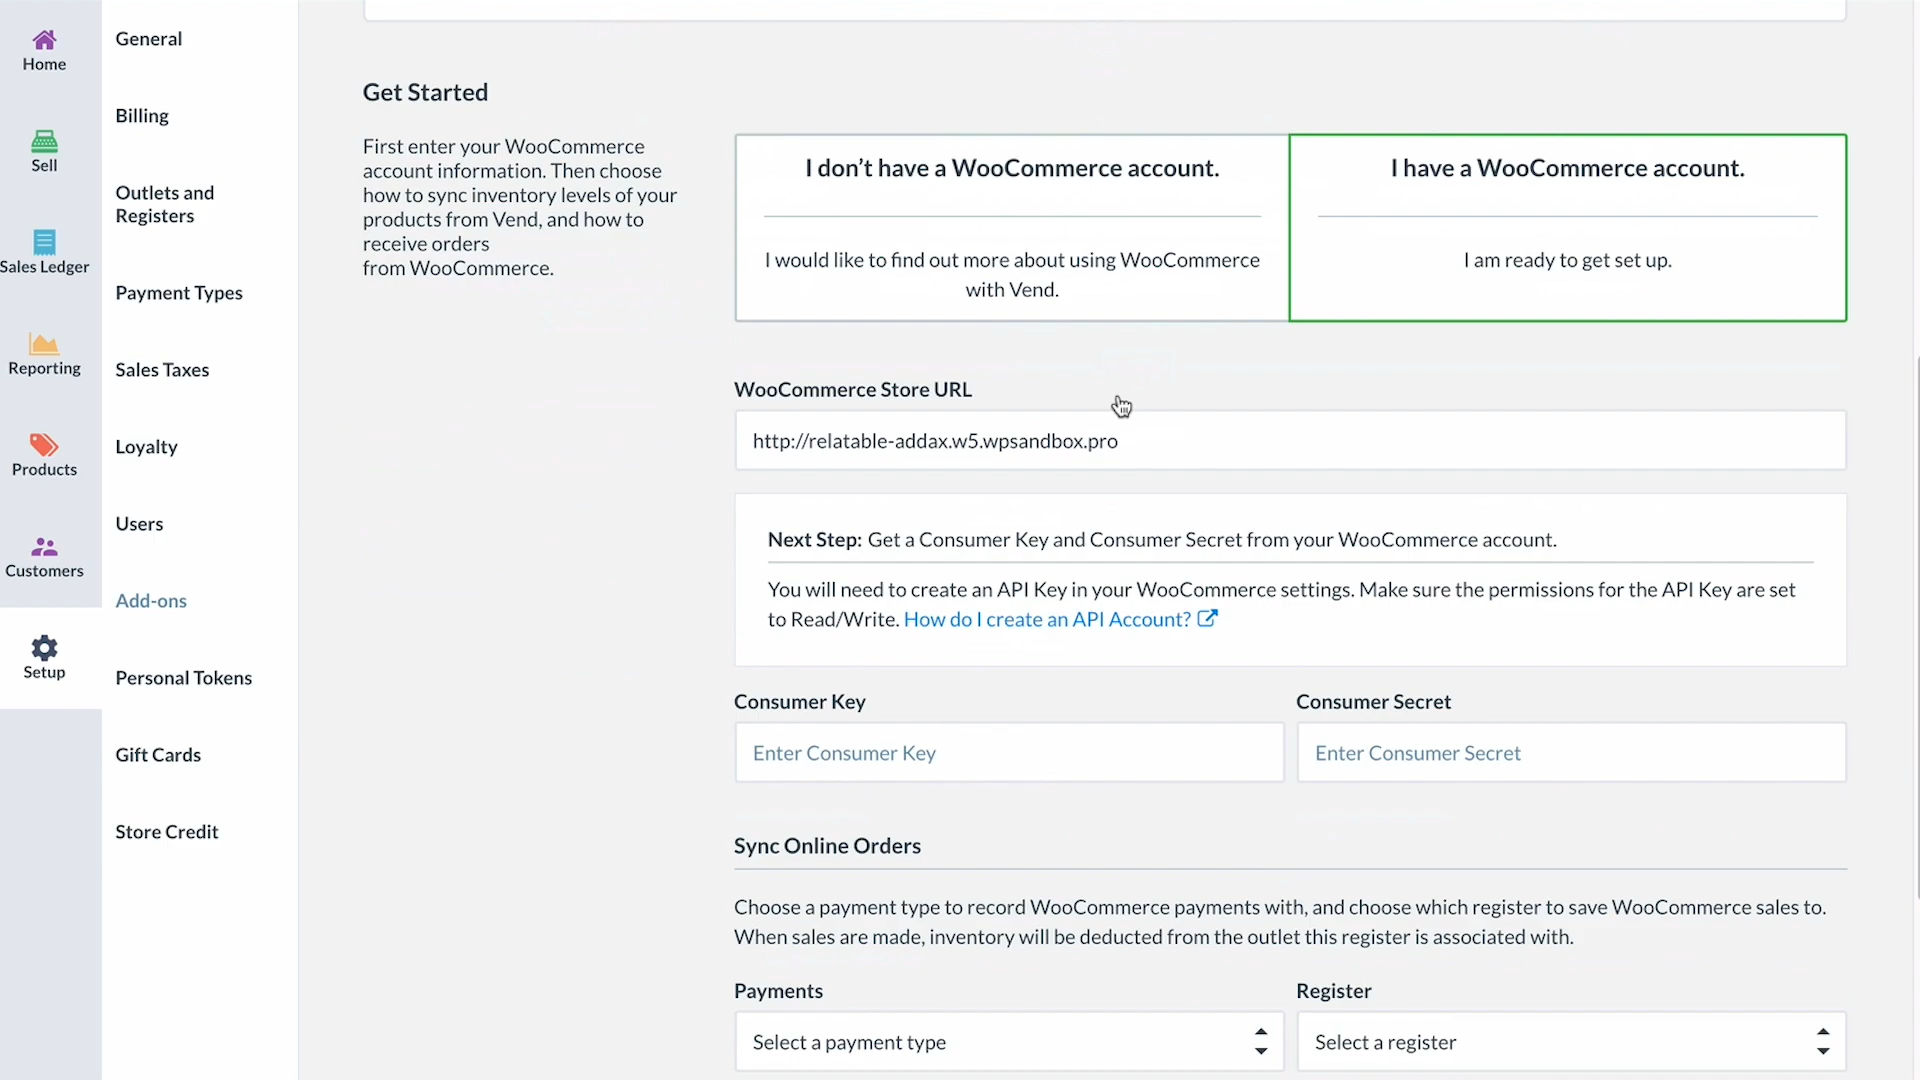 Home
Sell
Sales Ledger
Reporting
Products
Customers
Setup
General
Billing
Outlets and
Registers
Payment Types
Sales Taxes
Loyalty
Users
Add-ons
Personal Tokens
Gift Cards
Store Credit
Get Started
First enter your WooCommerce
account information. Then choose
how to sync inventory levels of your
products from Vend, and how to
receive orders
from WooCommerce.
I don’t have a WooCommerce account.
I would like to find out more about using WooCommerce
with Vend.
I have a WooCommerce account.
I am ready to get set up.
WooCommerce Store URL
http://relatable-addax.w5.wpsandbox.pro
Next Step: Get a Consumer Key and Consumer Secret from your WooCommerce account.
You will need to create an API Key in your WooCommerce settings. Make sure the permissions for the API Key are set
to Read/Write. How do I create an API Account?
Consumer Key
Enter Consumer Key
Consumer Secret
Enter Consumer Secret
Sync Online Orders
Choose a payment type to record WooCommerce payments with, and choose which register to save WooCommerce sales to.
When sales are made, inventory will be deducted from the outlet this register is associated with.
Payments
Select a payment type
Register
Select a register